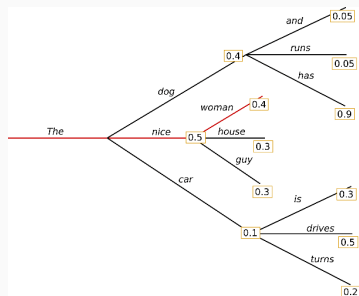 and
0.05
0.4
runs
0.05
has
0.9
dog
woman
0.4
The
nice
0.5
house
0.3
guy
0.3
car
is
0.3
0.1
drives
0.5
turns
0.2